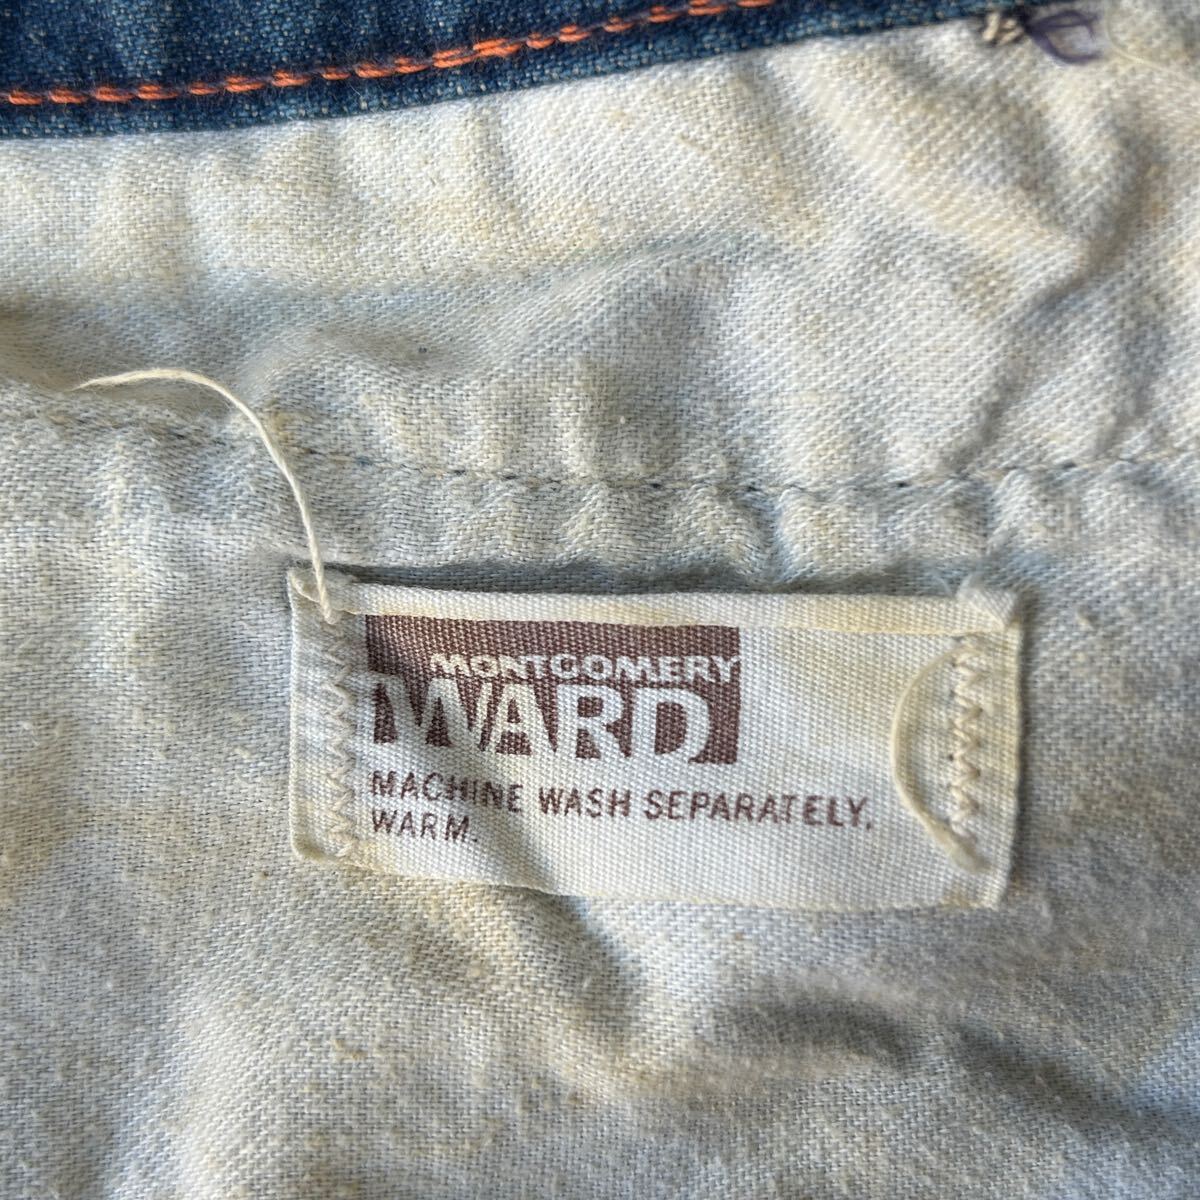 MONTGOMERY
WARD
MACHINE WASH SEPARATELY.
WARM.